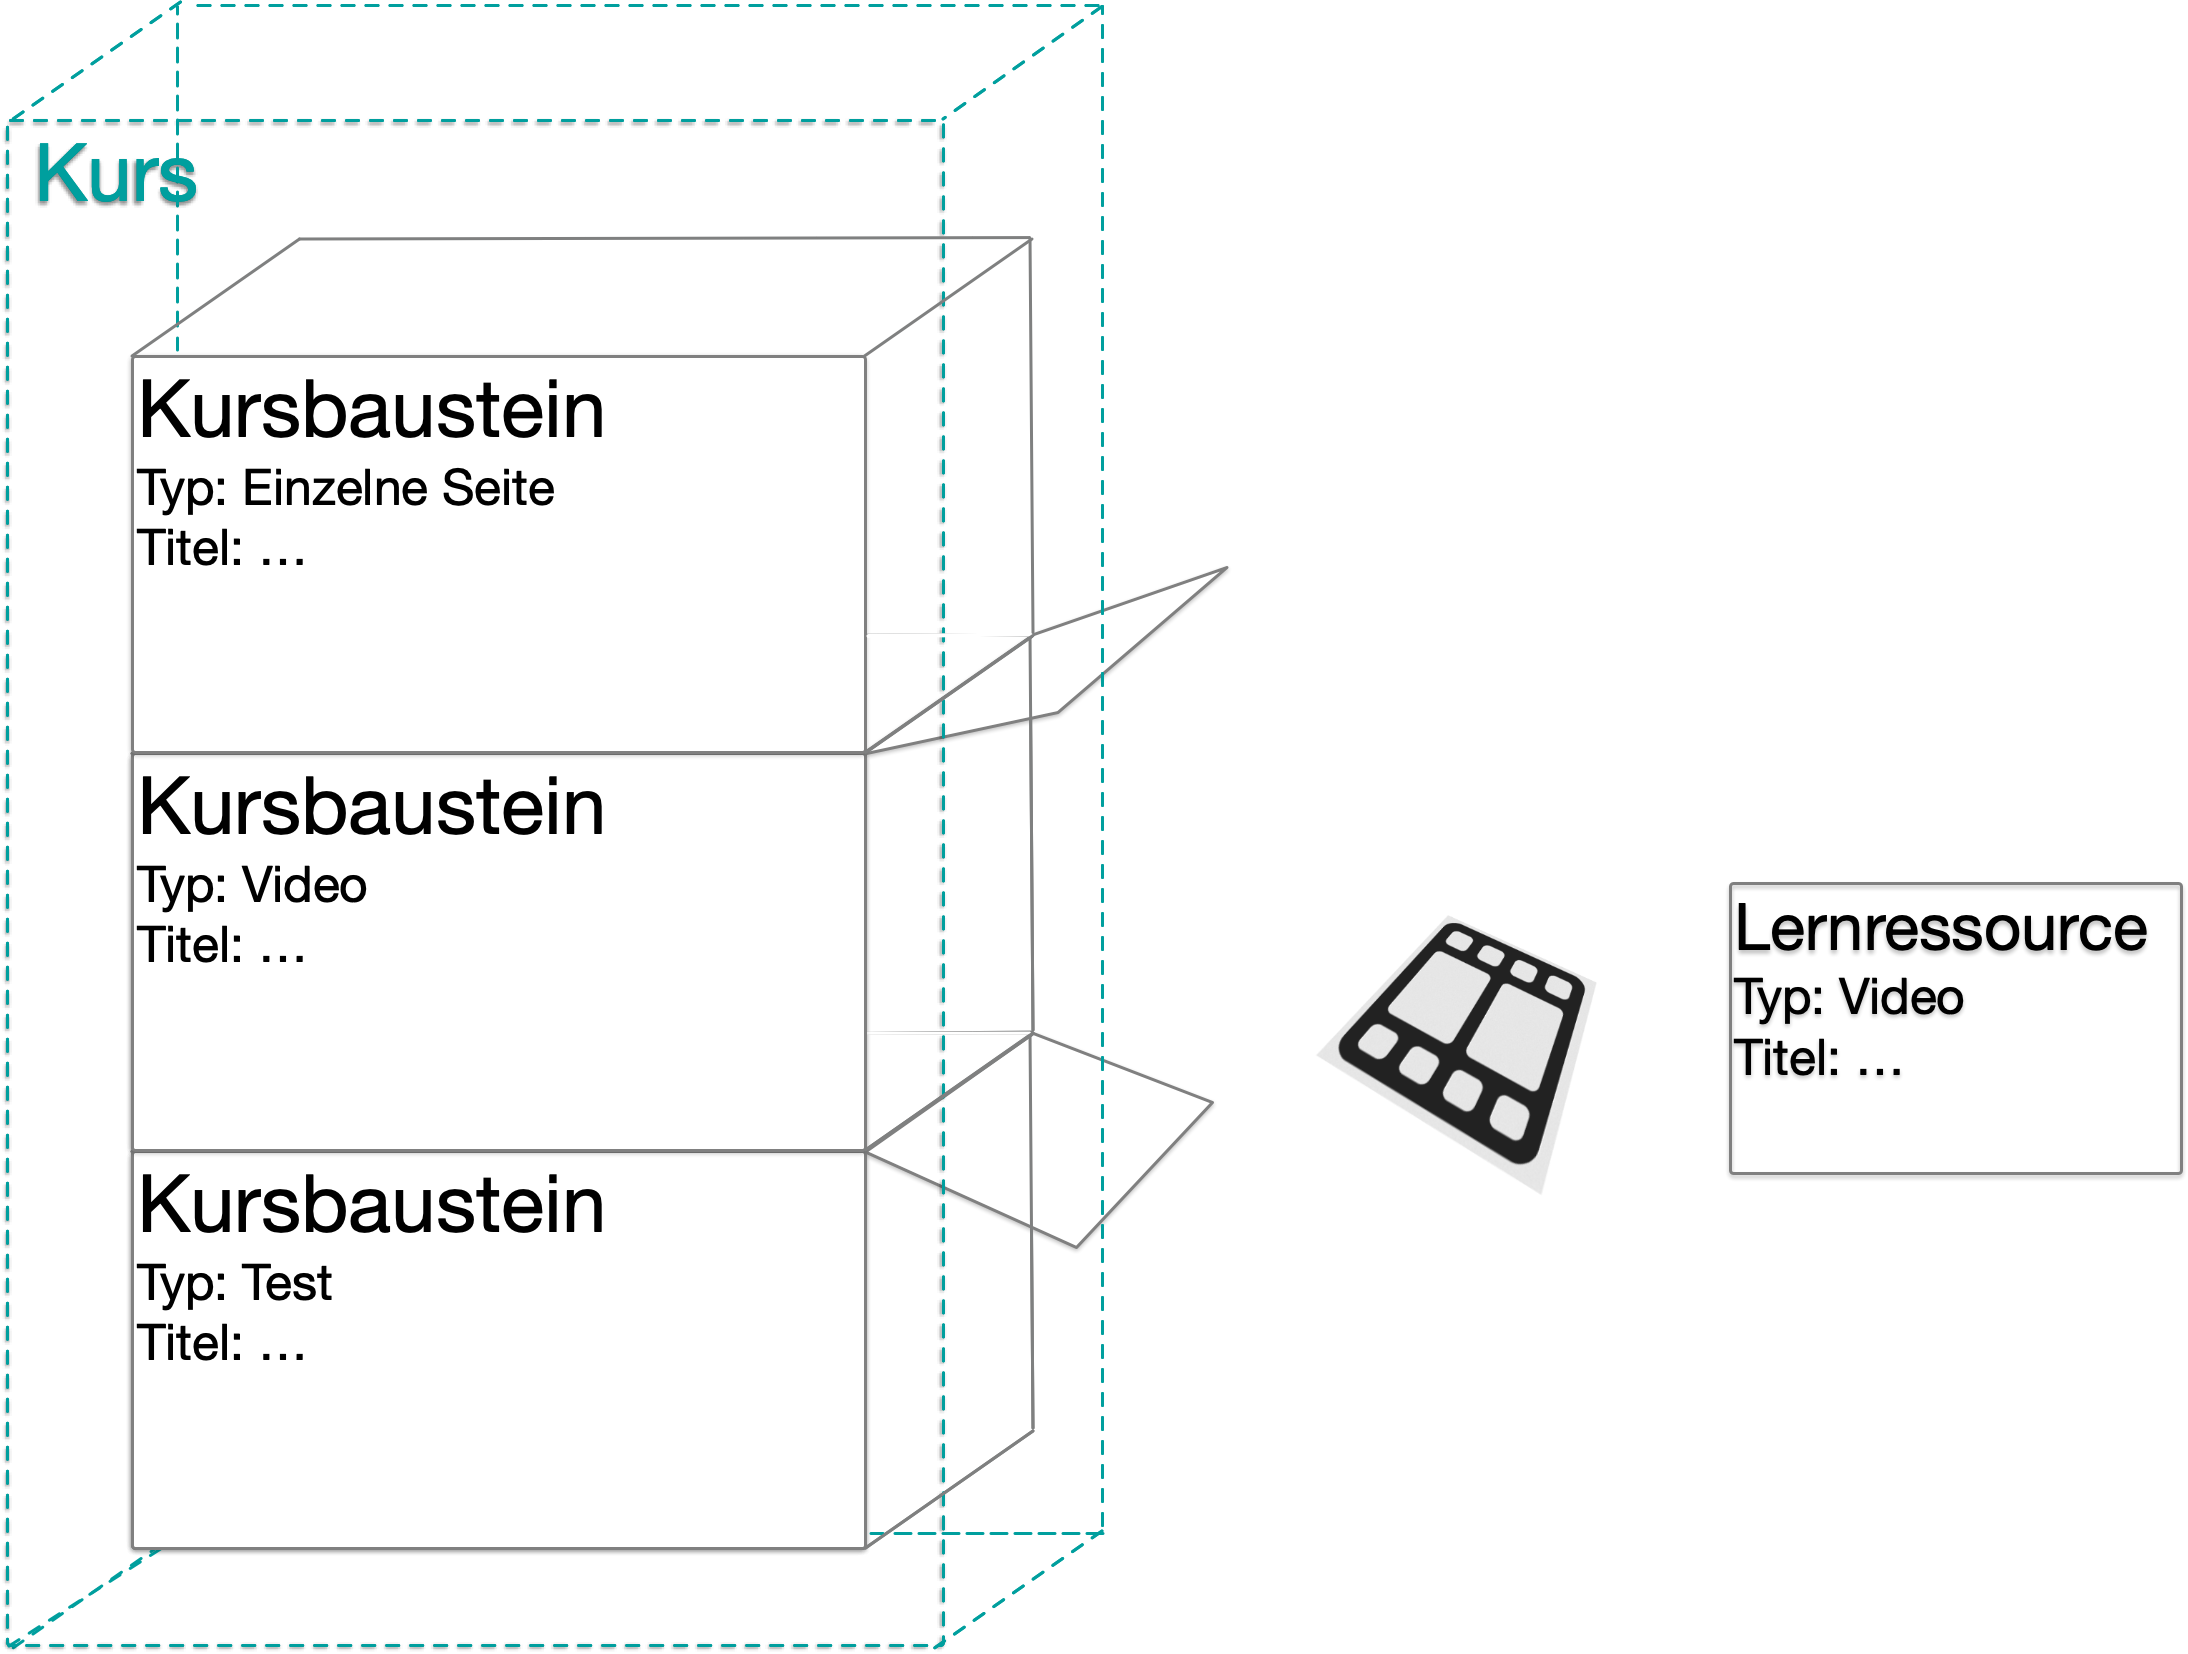 Kurs
Kursbaustein
Typ: Einzelne Seite
Titel: …
Kursbaustein
Typ: Video
Titel: …
Kursbaustein
Typ: Test
Titel: …
Lernressource
Typ: Video
Titel: …